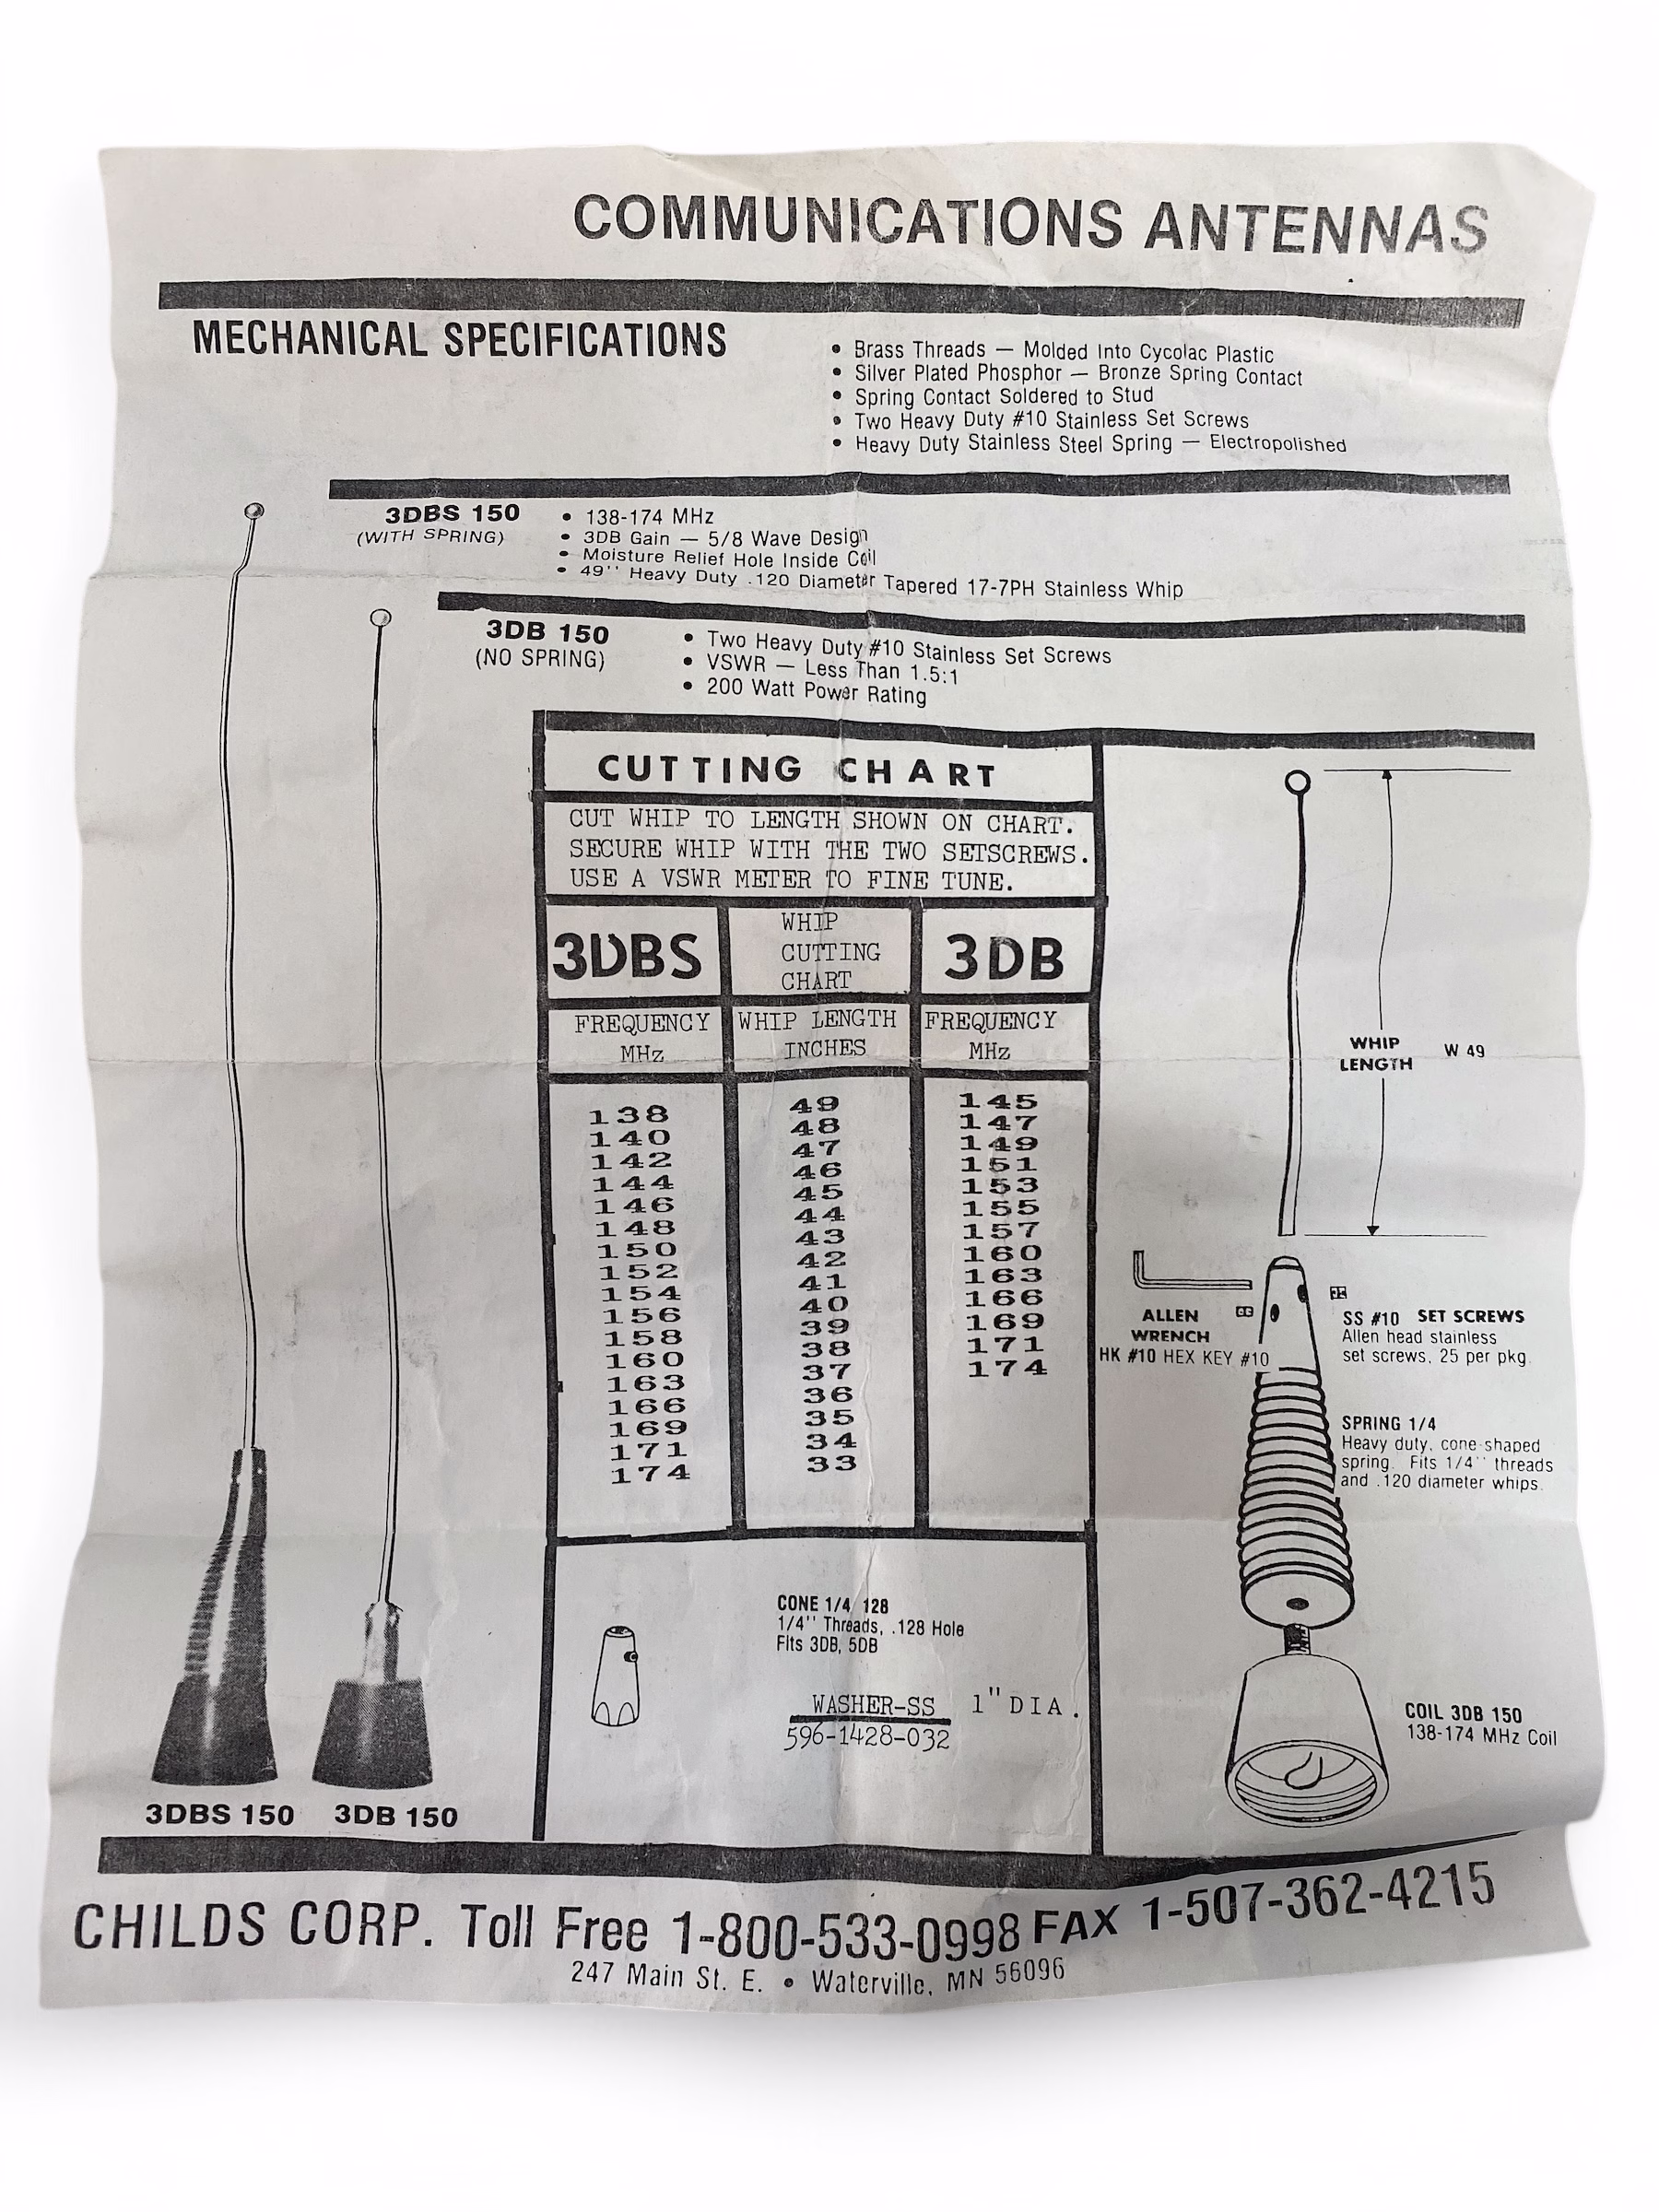 COMMUNICATIONS ANTENNAS
MECHANICAL SPECIFICATIONS
• Brass Threads — Molded Into Cycolac Plastic
• Silver Plated Phosphor — Bronze Spring Contact
• Spring Contact Soldered to Stud
• Two Heavy Duty #10 Stainless Set Screws
• Heavy Duty Stainless Steel Spring — Electropolished
3DBS 150
(WITH SPRING)
• 138-174 MHz
• 3DB Gain — 5/8 Wave Design
• Moisture Relief Hole Inside Coil
• 49'' Heavy Duty .120 Diameter Tapered 17-7PH Stainless Whip
3DB 150
(NO SPRING)
• Two Heavy Duty #10 Stainless Set Screws
• VSWR — Less Than 1.5:1
• 200 Watt Power Rating
CUTTING CHART
CUT WHIP TO LENGTH SHOWN ON CHART.
SECURE WHIP WITH THE TWO SETSCREWS.
USE A VSWR METER TO FINE TUNE.
3DBS
WHIP
CUTTING
CHART
3DB
FREQUENCY
MHz
WHIP LENGTH
INCHES
FREQUENCY
MHz
138 49 145
140 48 147
142 47 149
144 46 151
146 45 153
148 44 155
150 43 157
152 42 160
154 41 163
156 40 166
158 39 169
160 38 171
163 37 174
166 36
169 35
171 34
174 33
WHIP
LENGTH
W 49
ALLEN
WRENCH
HK #10 HEX KEY #10
SS #10 SET SCREWS
Allen head stainless
set screws, 25 per pkg.
SPRING 1/4
Heavy duty, cone-shaped
spring. Fits 1/4'' threads
and .120 diameter whips.
COIL 3DB 150
138-174 MHz Coil
CONE 1/4 128
1/4'' Threads, .128 Hole
Fits 3DB, 5DB
WASHER-SS 1" DIA.
596-1428-032
3DBS 150 3DB 150
CHILDS CORP. Toll Free 1-800-533-0998 FAX 1-507-362-4215
247 Main St. E. • Waterville, MN 56096